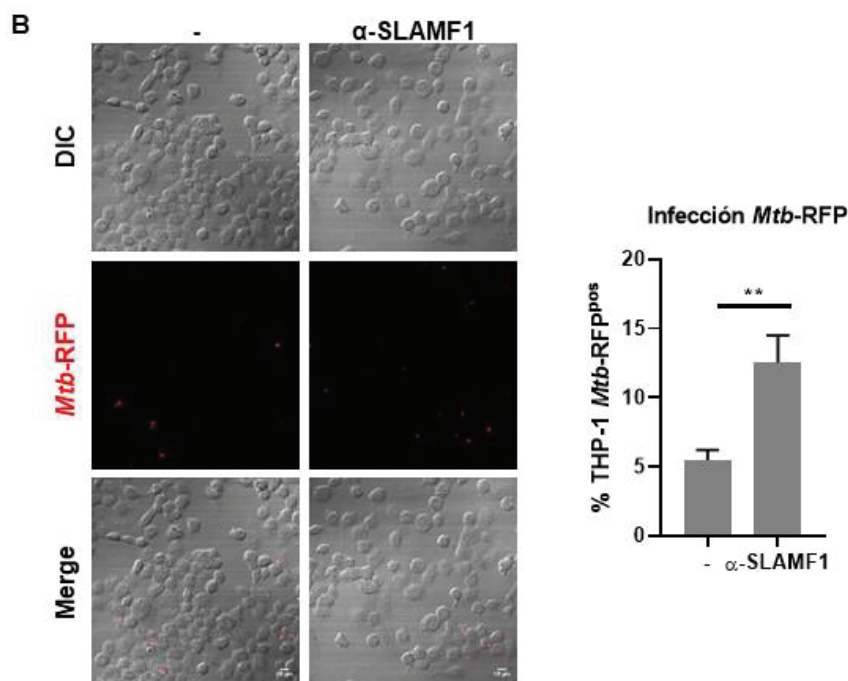 B
-
α-SLAMF1
DIC
Mtb-RFP
Merge
Infección Mtb-RFP
% THP-1 Mtb-RFPpos
20
15
10
5
0
**
-
α-SLAMF1